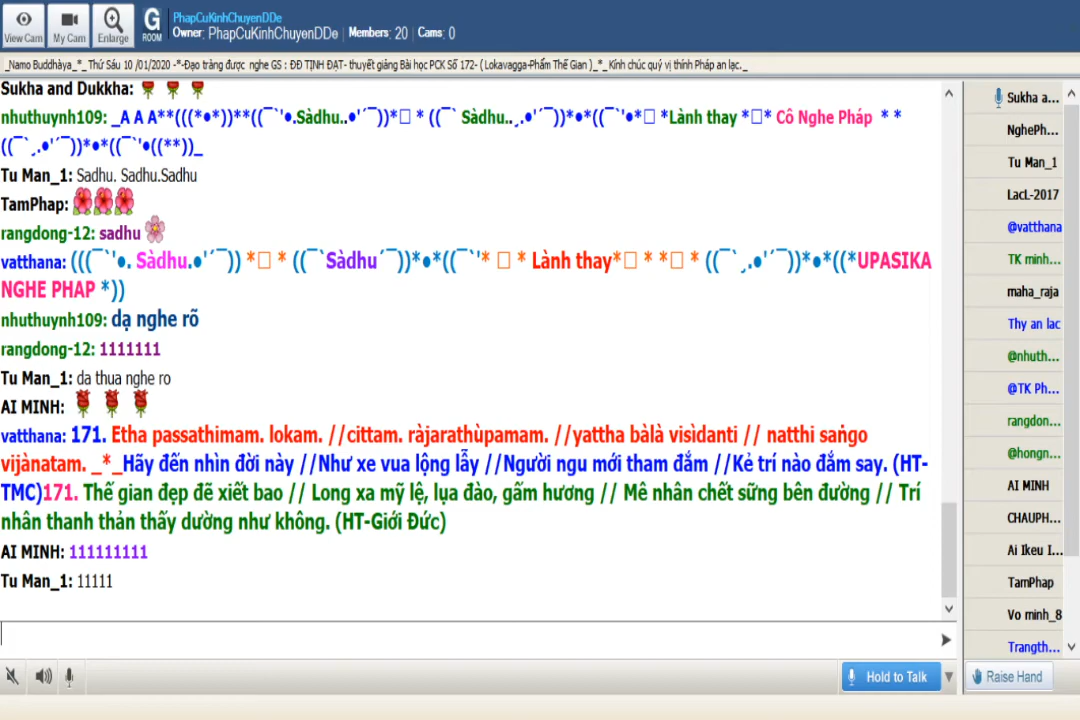 View Cam
My Cam
Enlarge
G
ROOM
PhapCuKinhChuyenDDe
Owner: PhapCuKinhChuyenDDe | Members: 20 | Cams: 0
_Namo Buddhàya_*_ Thứ Sáu 10 /01/2020 -*-Đạo tràng được nghe GS : ĐĐ TỊNH ĐẠT- thuyết giảng Bài học PCK Số 172- ( Lokavagga-Phẩm Thế Gian )_*_ Kính chúc quý vị thính Pháp an lạc._
Sukha and Dukkha:
nhuthuynh109: _A A A**(((*●*))**((¯`'●.Sàdhu..●'´¯))*□ * ((¯` Sàdhu..¸.●'´¯))*●*((¯`'●*□ *Lành thay *□* Cô Nghe Pháp * *
((¯`¸.●'´¯))*●*((¯`'●((**))_
Tu Man_1: Sadhu. Sadhu.Sadhu
TamPhap:
rangdong-12: sadhu
vatthana: (((¯`'●. Sàdhu.●'´¯)) *□ * ((¯`Sàdhu´¯))*●*((¯`'* □ * Lành thay*□ * *□ * ((¯`¸.●'´¯))*●*((*UPASIKA
NGHE PHAP *))
nhuthuynh109: dạ nghe rõ
rangdong-12: 1111111
Tu Man_1: da thua nghe ro
AI MINH:
vatthana: 171. Etha passathimam. lokam. //cittam. ràjarathùpamam. //yattha bàlà visìdanti // natthi saṅgo
vijànatam. _*_Hãy đến nhìn đời này //Như xe vua lộng lẫy //Người ngu mới tham đắm //Kẻ trí nào đắm say. (HT-
TMC)171. Thế gian đẹp đẽ xiết bao // Long xa mỹ lệ, lụa đào, gấm hương // Mê nhân chết sững bên đường // Trí
nhân thanh thản thấy dường như không. (HT-Giới Đức)
AI MINH: 111111111
Tu Man_1: 11111
Sukha a...
NghePh...
Tu Man_1
LacL-2017
@vatthana
TK minh...
maha_raja
Thy an lac
@nhuth...
@TK Ph...
rangdon...
@hongn...
AI MINH
CHAUPH...
Ai Ikeu I...
TamPhap
Vo minh_8
Trangth...
Hold to Talk
Raise Hand